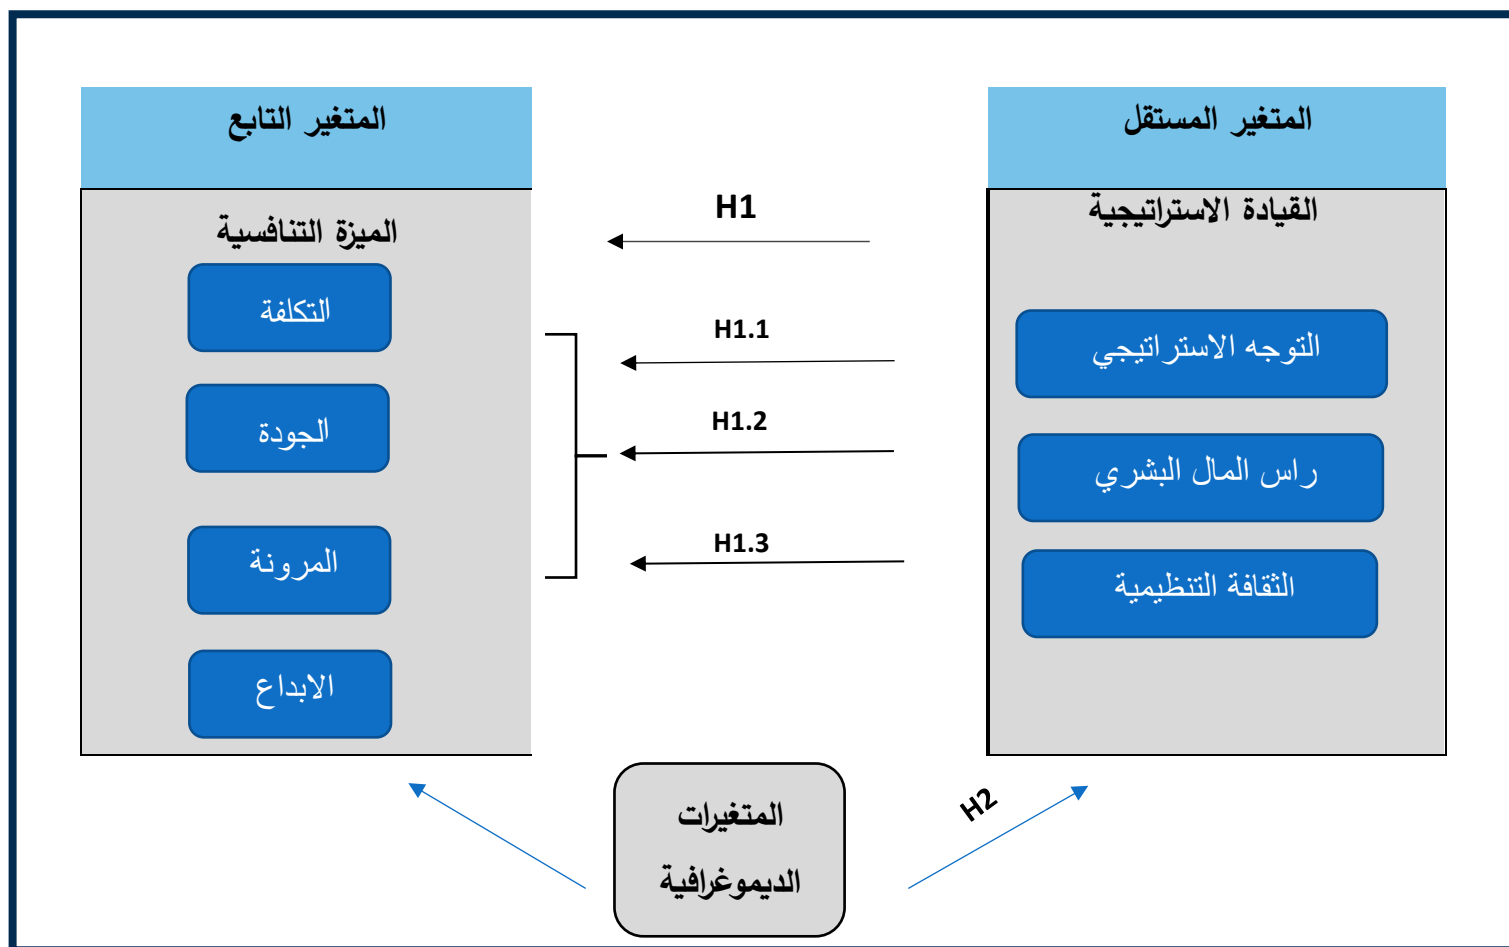 المتغير المستقل
القيادة الاستراتيجية
التوجه الاستراتيجي
راس المال البشري
الثقافة التنظيمية
H1
H1.1
H1.2
H1.3
المتغير التابع
الميزة التنافسية
التكلفة
الجودة
المرونة
الابداع
المتغيرات
الديموغرافية
H2